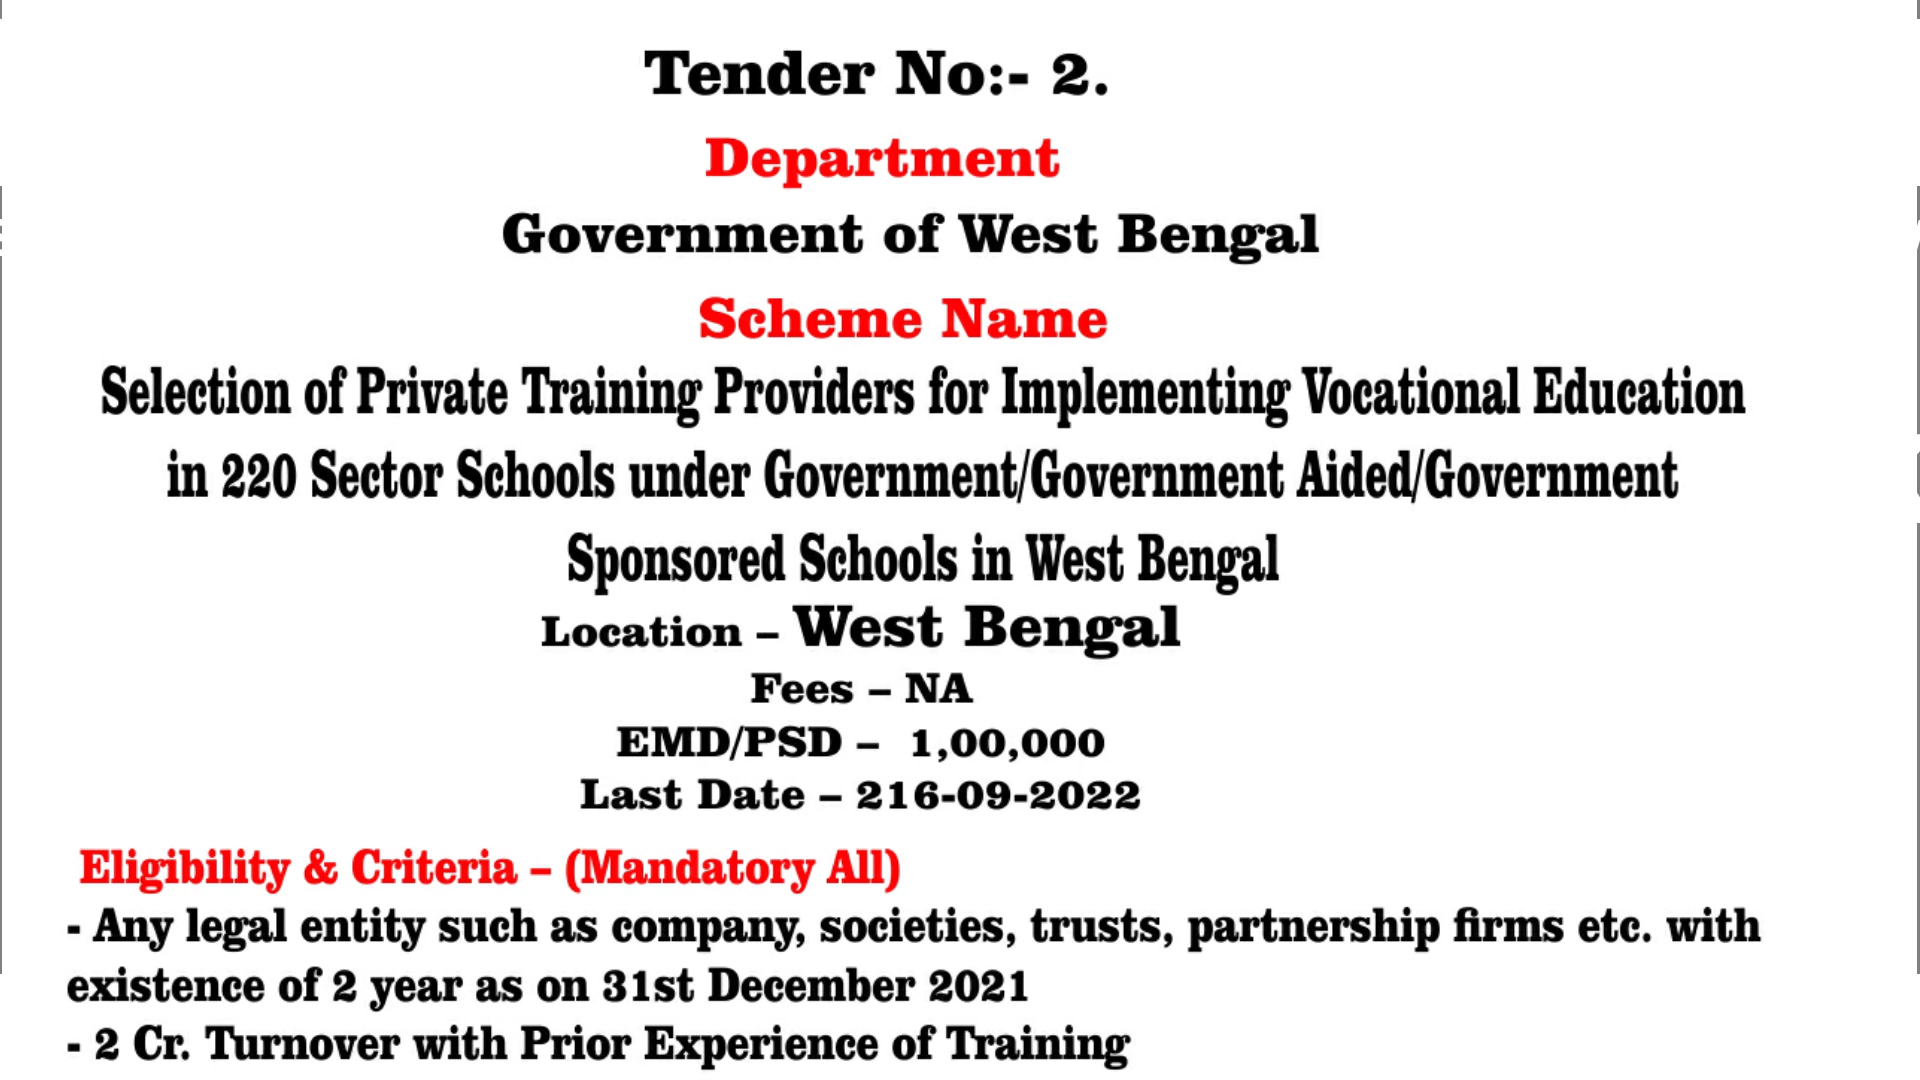 Tender No:- 2.
Department
Government of West Bengal
Scheme Name
Selection of Private Training Providers for Implementing Vocational Education
in 220 Sector Schools under Government/Government Aided/Government
Sponsored Schools in West Bengal
Location – West Bengal
Fees – NA
EMD/PSD – 1,00,000
Last Date – 216-09-2022
Eligibility & Criteria – (Mandatory All)
- Any legal entity such as company, societies, trusts, partnership firms etc. with
existence of 2 year as on 31st December 2021
- 2 Cr. Turnover with Prior Experience of Training